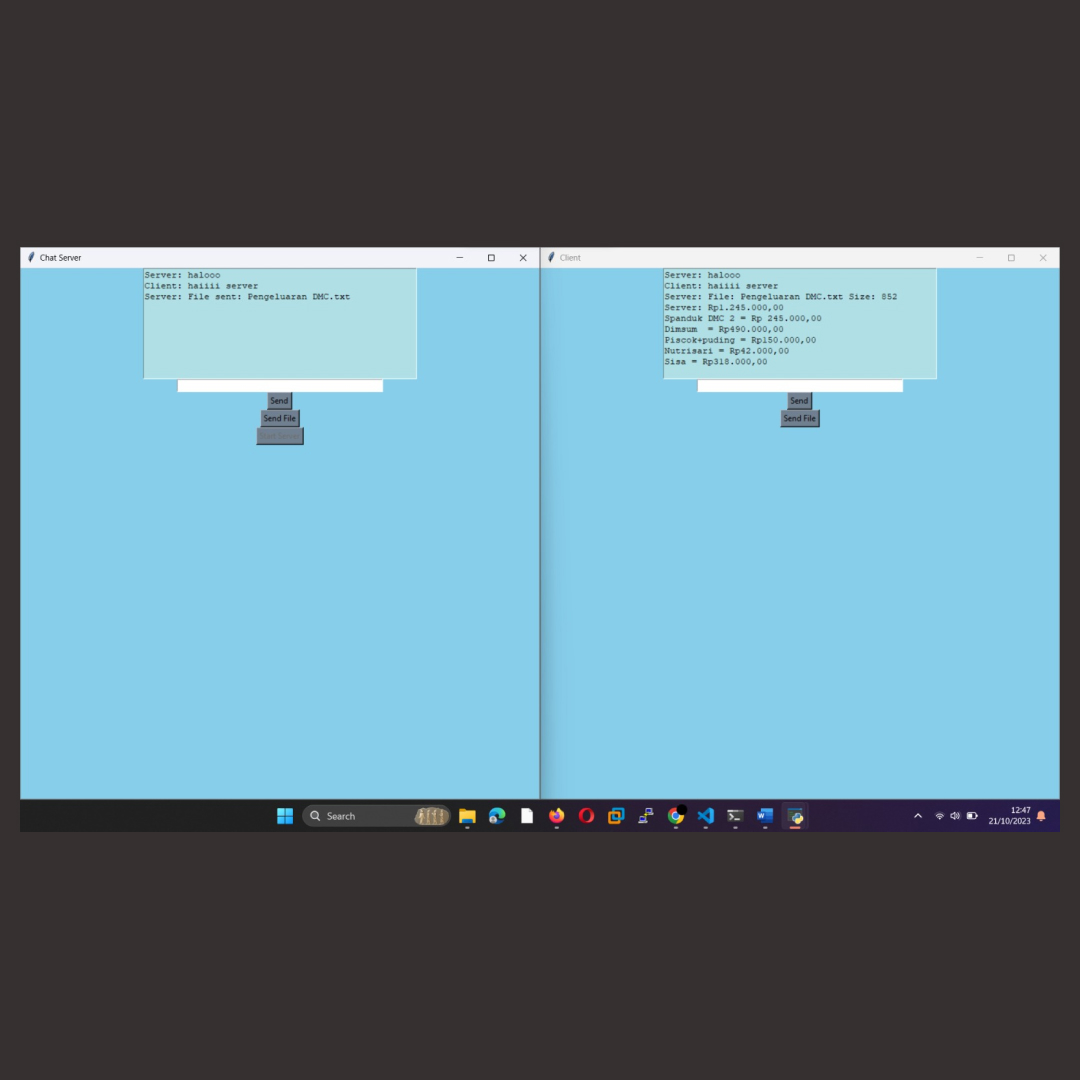 Chat Server
Server: halooo
Client: haiiii server
Server: File sent: Pengeluaran DMC.txt
Send
Send File
Client
Server: halooo
Client: haiiii server
Server: File: Pengeluaran DMC.txt Size: 852
Server: Rp1.245.000,00
Spanduk DMC 2 = Rp 245.000,00
Dimsum  = Rp490.000,00
Piscok+puding = Rp150.000,00
Nutrisari = Rp42.000,00
Sisa = Rp318.000,00
Send
Send File
Search
12:47
21/10/2023